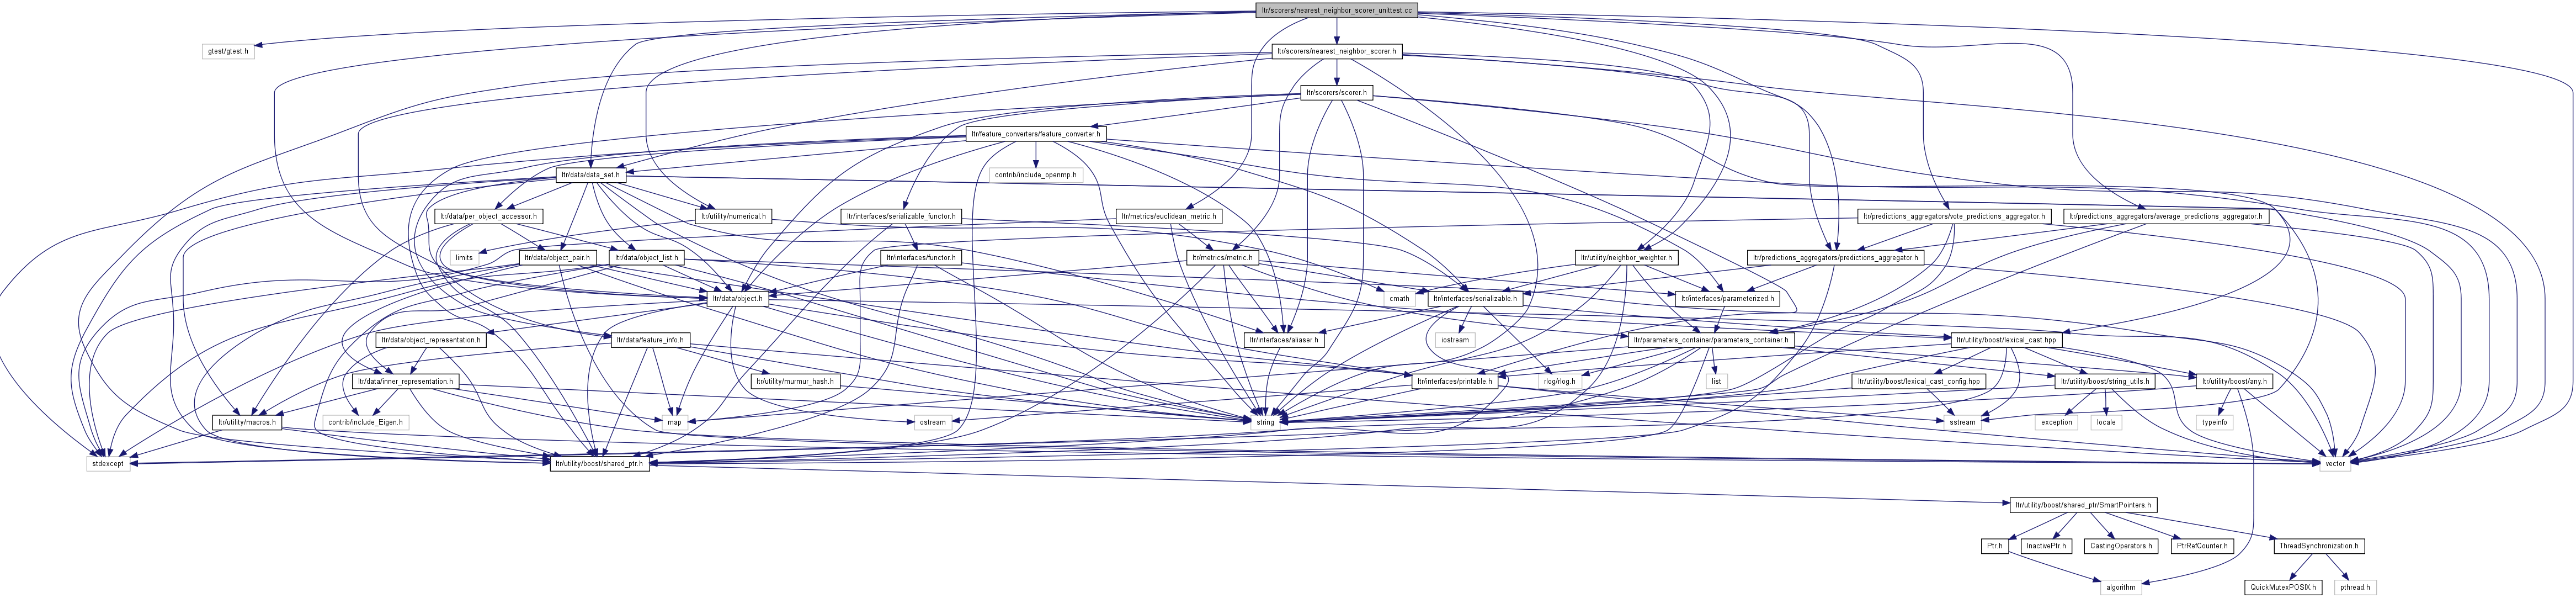 ltr/scorers/nearest_neighbor_scorer_unittest.cc
gtest/gtest.h
ltr/scorers/nearest_neighbor_scorer.h
ltr/scorers/scorer.h
ltr/feature_converters/feature_converter.h
ltr/data/data_set.h
contrib/include_openmp.h
ltr/data/per_object_accessor.h
ltr/utility/numerical.h
ltr/interfaces/serializable_functor.h
ltr/metrics/euclidean_metric.h
ltr/predictions_aggregators/vote_predictions_aggregator.h
ltr/predictions_aggregators/average_predictions_aggregator.h
limits
ltr/data/object_pair.h
ltr/data/object_list.h
ltr/interfaces/functor.h
ltr/metrics/metric.h
ltr/utility/neighbor_weighter.h
ltr/predictions_aggregators/predictions_aggregator.h
ltr/data/object.h
cmath
ltr/interfaces/serializable.h
ltr/interfaces/parameterized.h
ltr/data/object_representation.h
ltr/data/feature_info.h
ltr/interfaces/aliaser.h
iostream
ltr/parameters_container/parameters_container.h
ltr/utility/boost/lexical_cast.hpp
ltr/data/inner_representation.h
ltr/utility/murmur_hash.h
ltr/interfaces/printable.h
rlog/rlog.h
list
ltr/utility/boost/lexical_cast_config.hpp
ltr/utility/boost/string_utils.h
ltr/utility/boost/any.h
ltr/utility/macros.h
contrib/include_Eigen.h
map
ostream
string
sstream
exception
locale
typeinfo
stdexcept
ltr/utility/boost/shared_ptr.h
vector
ltr/utility/boost/shared_ptr/SmartPointers.h
Ptr.h
InactivePtr.h
CastingOperators.h
PtrRefCounter.h
ThreadSynchronization.h
algorithm
QuickMutexPOSIX.h
pthread.h